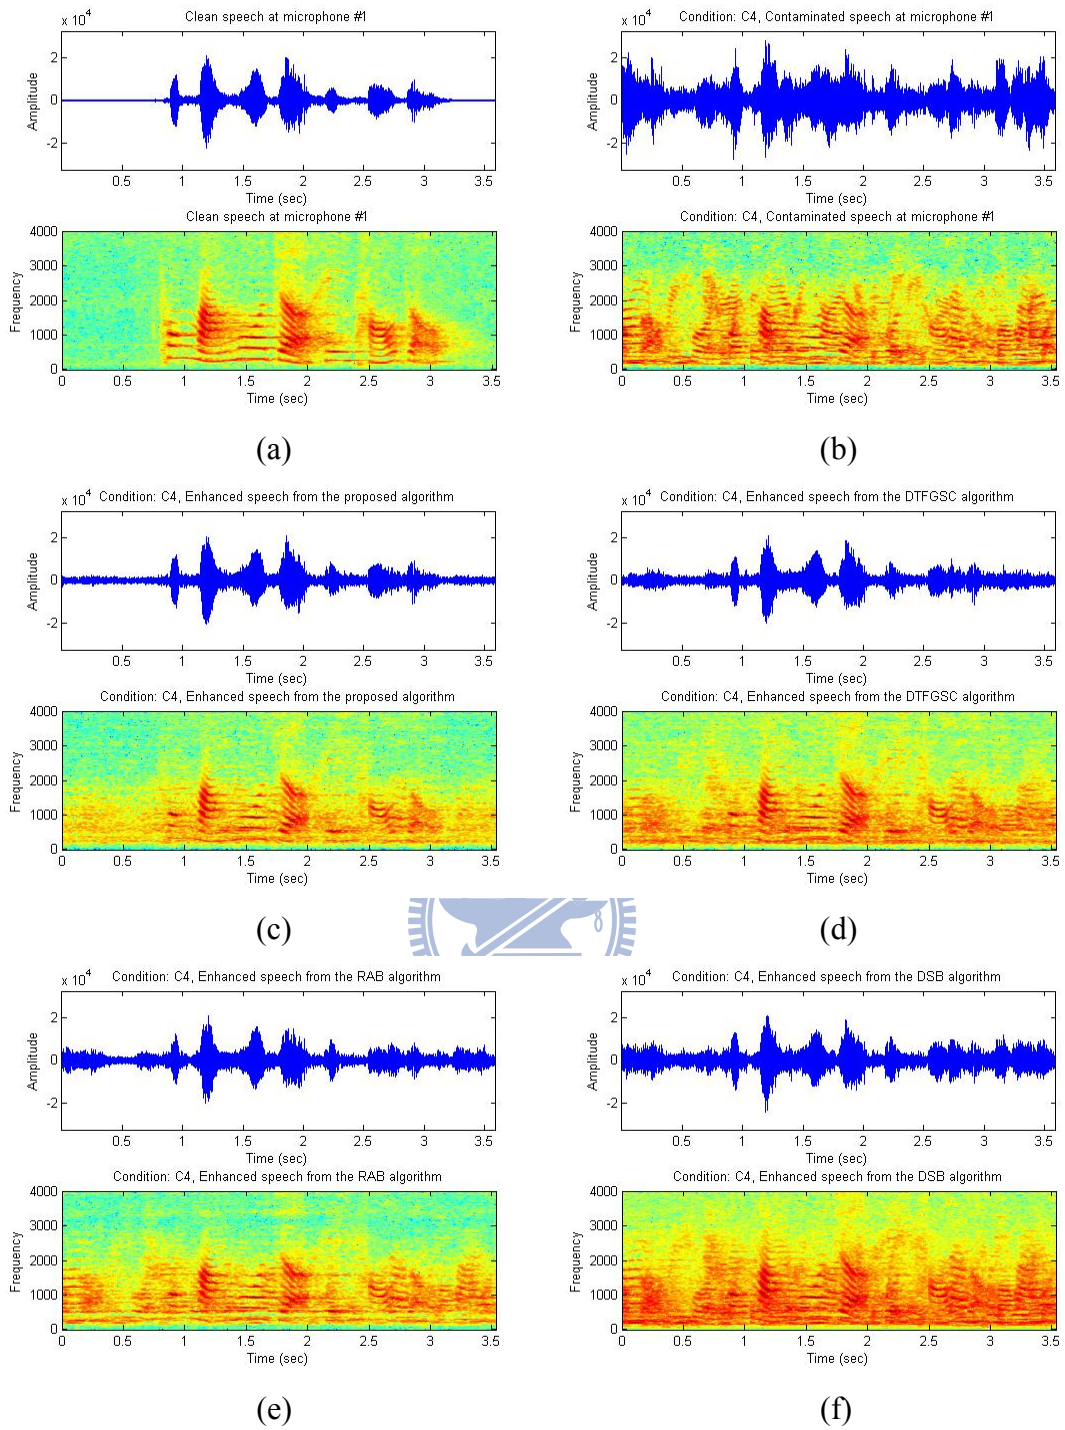 Clean speech at microphone #1
x 10^4
2
0
-2
Amplitude
0.5 1 1.5 2 2.5 3 3.5
Time (sec)
Clean speech at microphone #1
4000
3000
2000
1000
0
Frequency
0 0.5 1 1.5 2 2.5 3 3.5
Time (sec)
(a)
Condition: C4, Contaminated speech at microphone #1
x 10^4
2
0
-2
Amplitude
0.5 1 1.5 2 2.5 3 3.5
Time (sec)
Condition: C4, Contaminated speech at microphone #1
4000
3000
2000
1000
0
Frequency
0 0.5 1 1.5 2 2.5 3 3.5
Time (sec)
(b)
Condition: C4, Enhanced speech from the proposed algorithm
x 10^4
2
0
-2
Amplitude
0.5 1 1.5 2 2.5 3 3.5
Time (sec)
Condition: C4, Enhanced speech from the proposed algorithm
4000
3000
2000
1000
0
Frequency
0 0.5 1 1.5 2 2.5 3 3.5
Time (sec)
(c)
Condition: C4, Enhanced speech from the DTFGSC algorithm
x 10^4
2
0
-2
Amplitude
0.5 1 1.5 2 2.5 3 3.5
Time (sec)
Condition: C4, Enhanced speech from the DTFGSC algorithm
4000
3000
2000
1000
0
Frequency
0 0.5 1 1.5 2 2.5 3 3.5
Time (sec)
(d)
Condition: C4, Enhanced speech from the RAB algorithm
x 10^4
2
0
-2
Amplitude
0.5 1 1.5 2 2.5 3 3.5
Time (sec)
Condition: C4, Enhanced speech from the RAB algorithm
4000
3000
2000
1000
0
Frequency
0 0.5 1 1.5 2 2.5 3 3.5
Time (sec)
(e)
Condition: C4, Enhanced speech from the DSB algorithm
x 10^4
2
0
-2
Amplitude
0.5 1 1.5 2 2.5 3 3.5
Time (sec)
Condition: C4, Enhanced speech from the DSB algorithm
4000
3000
2000
1000
0
Frequency
0 0.5 1 1.5 2 2.5 3 3.5
Time (sec)
(f)